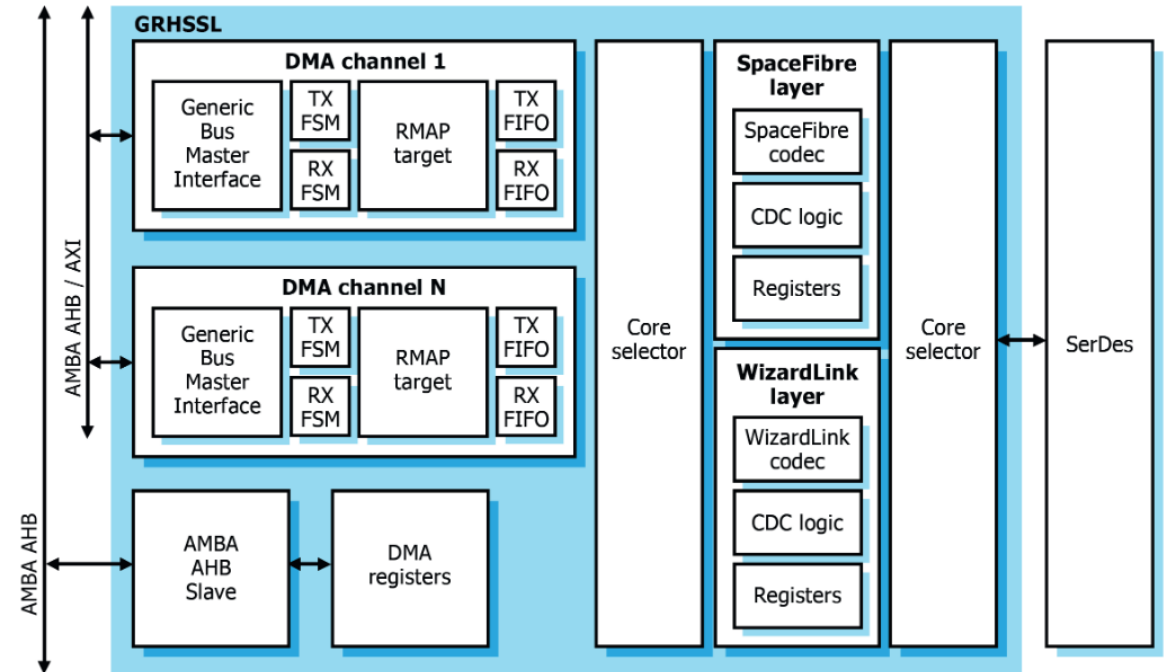 GRHSSL
DMA channel 1
Generic
Bus
Master
Interface
TX
FSM
RX
FSM
RMAP
target
TX
FIFO
RX
FIFO
DMA channel N
Generic
Bus
Master
Interface
TX
FSM
RX
FSM
RMAP
target
TX
FIFO
RX
FIFO
AMBA AHB / AXI
AMBA AHB
AMBA
AHB
Slave
DMA
registers
Core
selector
SpaceFibre
layer
SpaceFibre
codec
CDC logic
Registers
WizardLink
layer
WizardLink
codec
CDC logic
Registers
Core
selector
SerDes